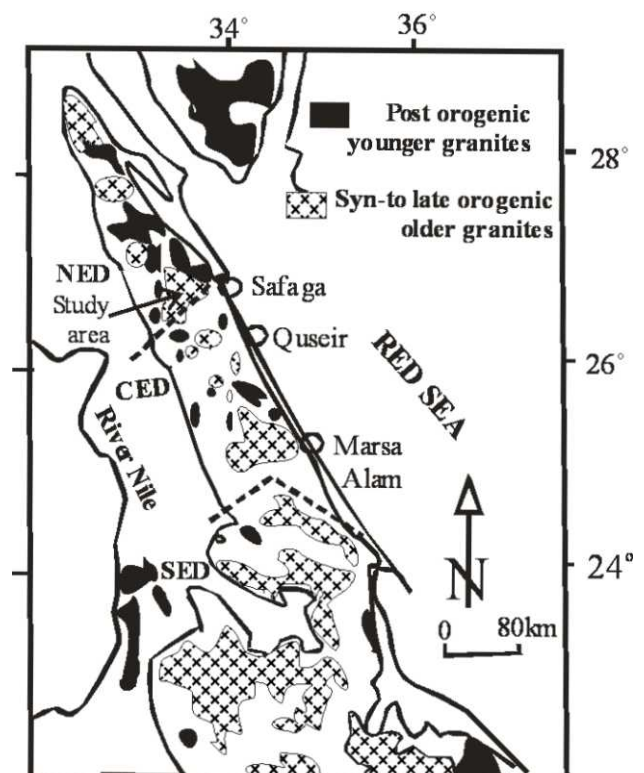 34° 36°
Post orogenic
younger granites
28°
Syn-to late orogenic
older granites
NED
Study
area
Safaga
Quseir
RED SEA
26°
CED
River Nile
Marsa
Alam
24°
SED
N
0 80km